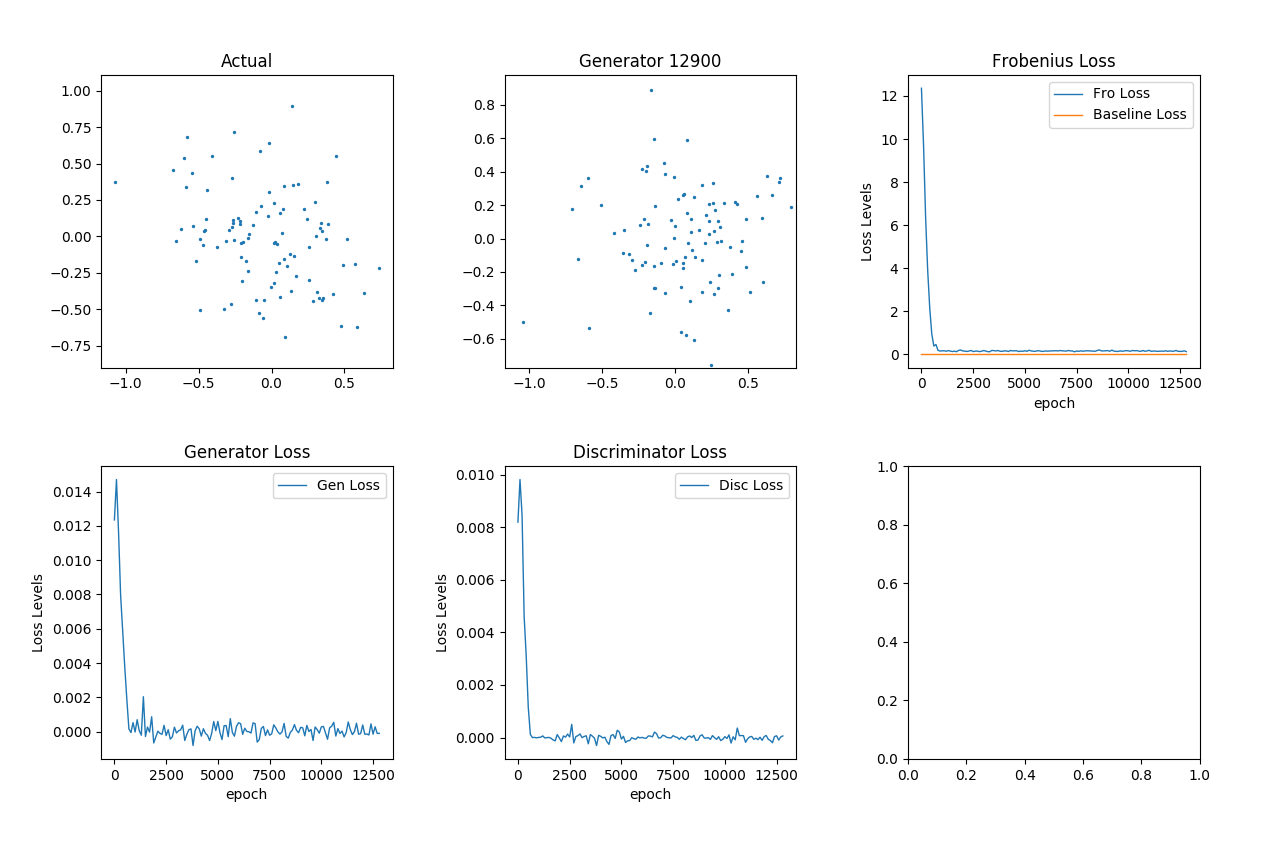 Actual
1.00
0.75
0.50
0.25
0.00
−0.25
−0.50
−0.75
−1.0 −0.5 0.0 0.5
Generator 12900
0.8
0.6
0.4
0.2
0.0
−0.2
−0.4
−0.6
−1.0 −0.5 0.0 0.5
Frobenius Loss
Fro Loss
Baseline Loss
Loss Levels
12
10
8
6
4
2
0
0 2500 5000 7500 10000 12500
epoch
Generator Loss
Gen Loss
Loss Levels
0.014
0.012
0.010
0.008
0.006
0.004
0.002
0.000
0 2500 5000 7500 10000 12500
epoch
Discriminator Loss
Disc Loss
Loss Levels
0.010
0.008
0.006
0.004
0.002
0.000
0 2500 5000 7500 10000 12500
epoch
1.0
0.8
0.6
0.4
0.2
0.0
0.0 0.2 0.4 0.6 0.8 1.0